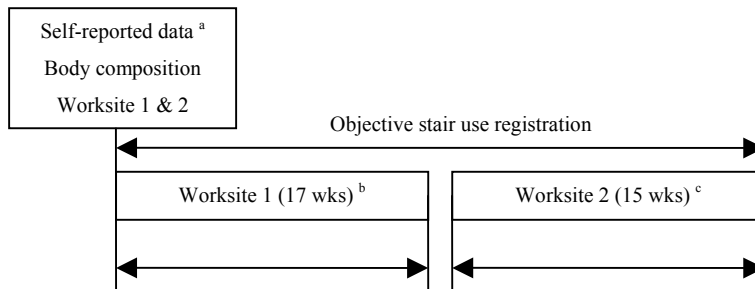 Self-reported data ᵃ
Body composition
Worksite 1 & 2
Objective stair use registration
Worksite 1 (17 wks) ᵇ
Worksite 2 (15 wks) ᶜ